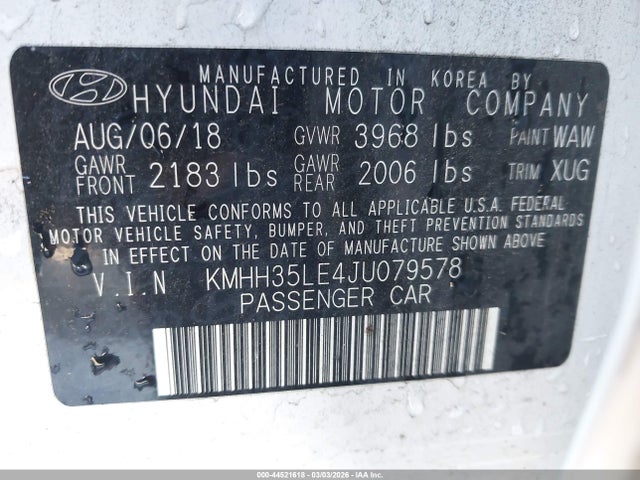 MANUFACTURED IN KOREA BY
HYUNDAI MOTOR COMPANY
AUG/06/18 GVWR 3968 lbs PAINT WAW
GAWR FRONT 2183 lbs GAWR REAR 2006 lbs TRIM XUG
THIS VEHICLE CONFORMS TO ALL APPLICABLE U.S.A. FEDERAL
MOTOR VEHICLE SAFETY, BUMPER, AND THEFT PREVENTION STANDARDS
IN EFFECT ON THE DATE OF MANUFACTURE SHOWN ABOVE.
V.I.N KMHH35LE4JU079578
PASSENGER CAR
000-44521618 - 03/03/2026 - IAAI.COM